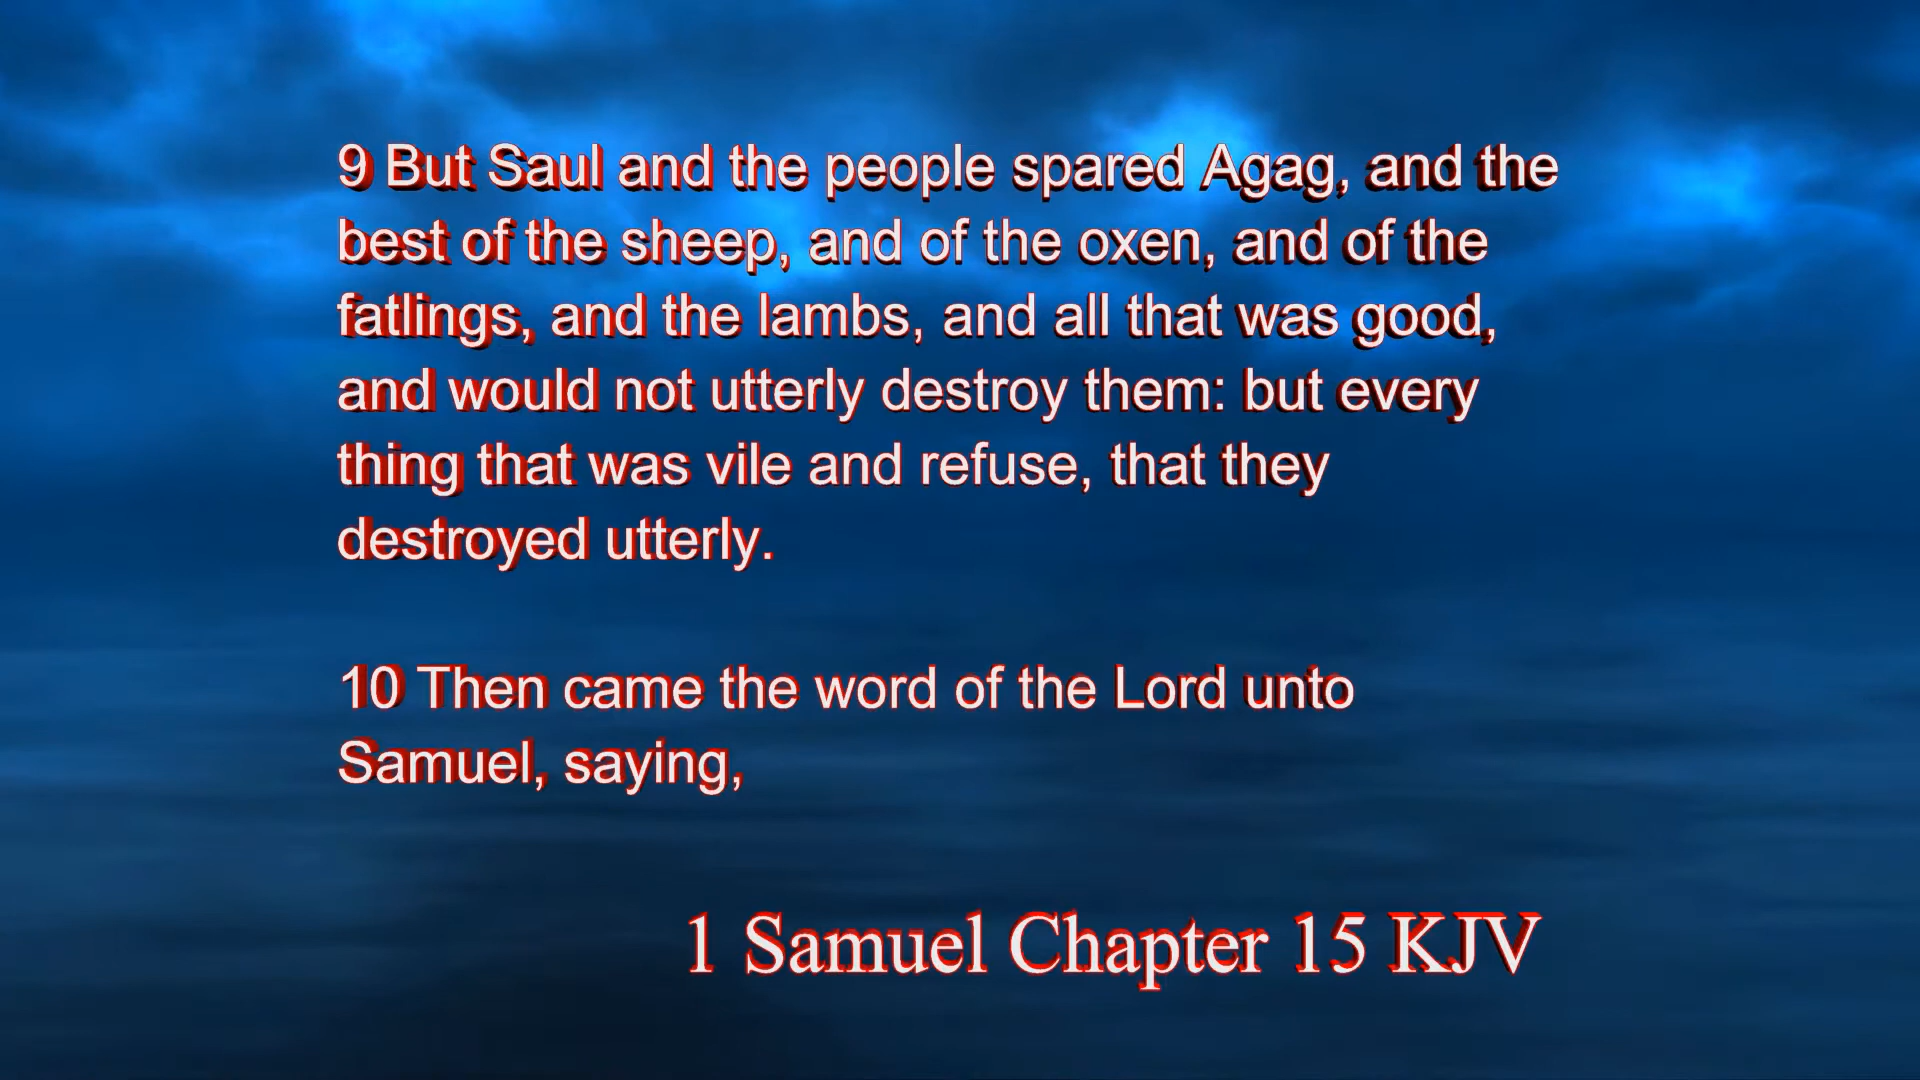 9 But Saul and the people spared Agag, and the
best of the sheep, and of the oxen, and of the
fatlings, and the lambs, and all that was good,
and would not utterly destroy them: but every
thing that was vile and refuse, that they
destroyed utterly.
10 Then came the word of the Lord unto
Samuel, saying,
1 Samuel Chapter 15 KJV